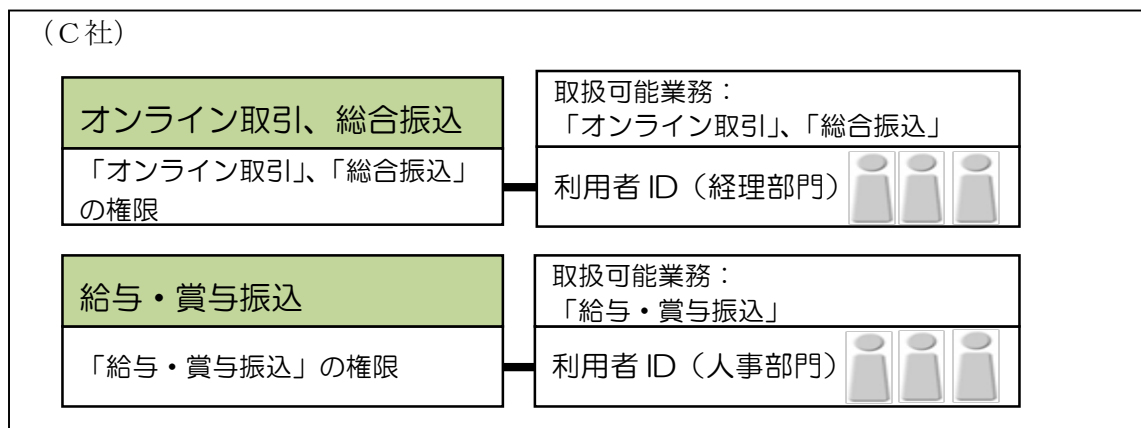 （Ｃ社）
オンライン取引、総合振込
「オンライン取引」、「総合振込」
の権限
取扱可能業務：
「オンライン取引」、「総合振込」
利用者 ID（経理部門）
給与・賞与振込
「給与・賞与振込」の権限
取扱可能業務：
「給与・賞与振込」
利用者 ID（人事部門）